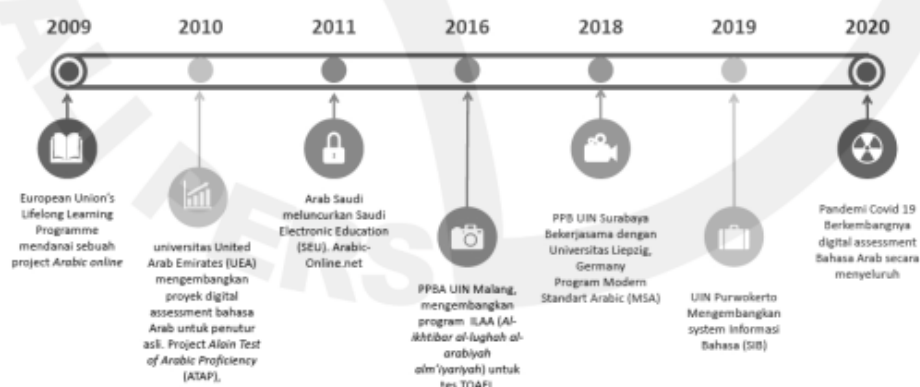 2009
2010
2011
2016
2018
2019
2020
European Union's
Lifelong Learning
Programme
mendanai sebuah
project Arabic online
universitas United
Arab Emirates (UEA)
mengembangkan
proyek digital
assessment bahasa
Arab untuk penutur
asli. Project Alain Test
of Arabic Proficiency
(ATAP),
Arab Saudi
meluncurkan Saudi
Electronic Education
(SEU). Arabic-
Online.net
PPBA UIN Malang,
mengembangkan
program ILAA (Al-
ikhtibar al-lughah al-
arabiyah
alm'iyariyah) untuk
tes TOAFL
PPB UIN Surabaya
Bekerjasama dengan
Universitas Liepzig,
Germany
Program Modern
Standart Arabic (MSA)
UIN Purwokerto
Mengembangkan
system Informasi
Bahasa (SIB)
Pandemi Covid 19
Berkembangnya
digital assessment
Bahasa Arab secara
menyeluruh